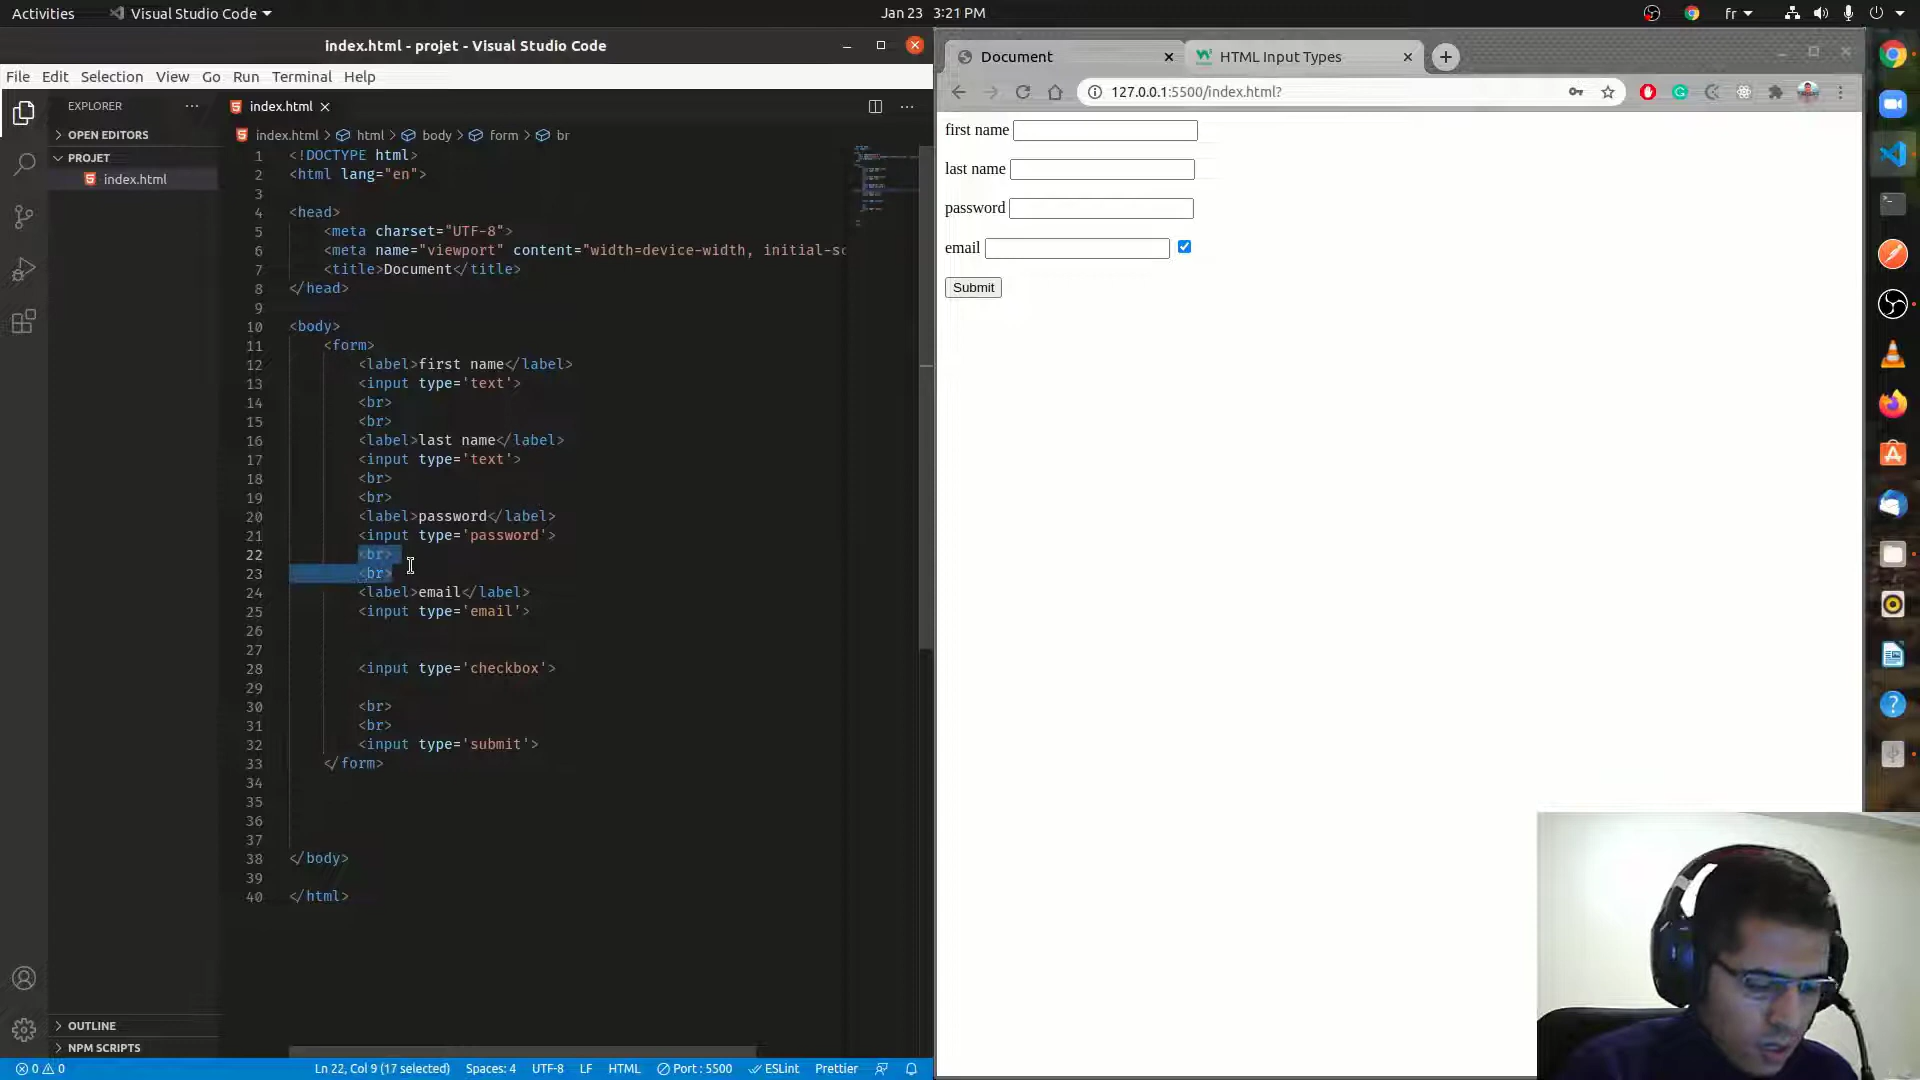 Activities
Visual Studio Code
Jan 23 3:21 PM
fr
index.html - projet - Visual Studio Code
File Edit Selection View Go Run Terminal Help
EXPLORER
OPEN EDITORS
PROJET
index.html
index.html
index.html > html > body > form > br
1 <!DOCTYPE html>
2 <html lang="en">
3
4 <head>
5 <meta charset="UTF-8">
6 <meta name="viewport" content="width=device-width, initial-sc
7 <title>Document</title>
8 </head>
9
10 <body>
11 <form>
12 <label>first name</label>
13 <input type='text'>
14 <br>
15 <br>
16 <label>last name</label>
17 <input type='text'>
18 <br>
19 <br>
20 <label>password</label>
21 <input type='password'>
22 <br>
23 <br>
24 <label>email</label>
25 <input type='email'>
26
27
28 <input type='checkbox'>
29
30 <br>
31 <br>
32 <input type='submit'>
33 </form>
34
35
36
37
38 </body>
39
40 </html>
OUTLINE
NPM SCRIPTS
0 0
Ln 22, Col 9 (17 selected)
Spaces: 4
UTF-8
LF
HTML
Port : 5500
ESLint
Prettier
Document
HTML Input Types
127.0.0.1:5500/index.html?
first name
last name
password
email
Submit